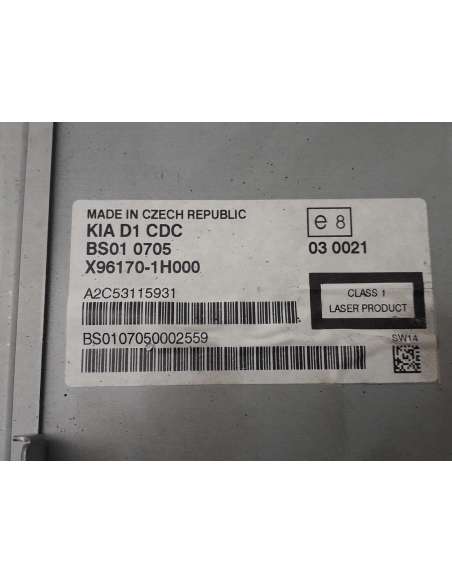 MADE IN CZECH REPUBLIC
KIA D1 CDC
BS01 0705
X96170-1H000
e 8
03 0021
A2C53115931
CLASS 1
LASER PRODUCT
BS0107050002559
SW14